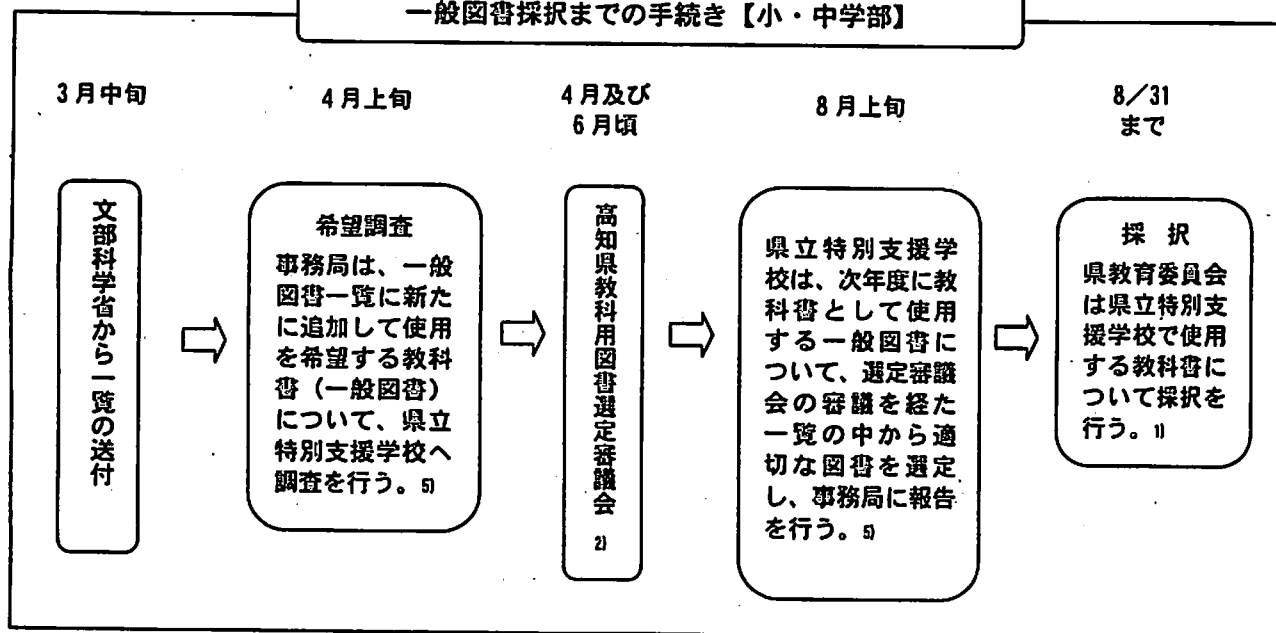 一般図書採択までの手続き【小・中学部】
3月中旬
4月上旬
4月及び
6月頃
8月上旬
8/31
まで
文部科学省から一覧の送付
希望調査
事務局は、一般
図書一覧に新た
に追加して使用
を希望する教科
書（一般図書）
について、県立
特別支援学校へ
調査を行う。5)
高知県教科用図書選定審議会 2)
県立特別支援学
校は、次年度に教
科書として使用
する一般図書に
ついて、選定審議
会の審議を経た
一覧の中から適
切な図書を選定
し、事務局に報告
を行う。5)
採 択
県教育委員会
は県立特別支
援学校で使用
する教科書に
ついて採択を
行う。1)